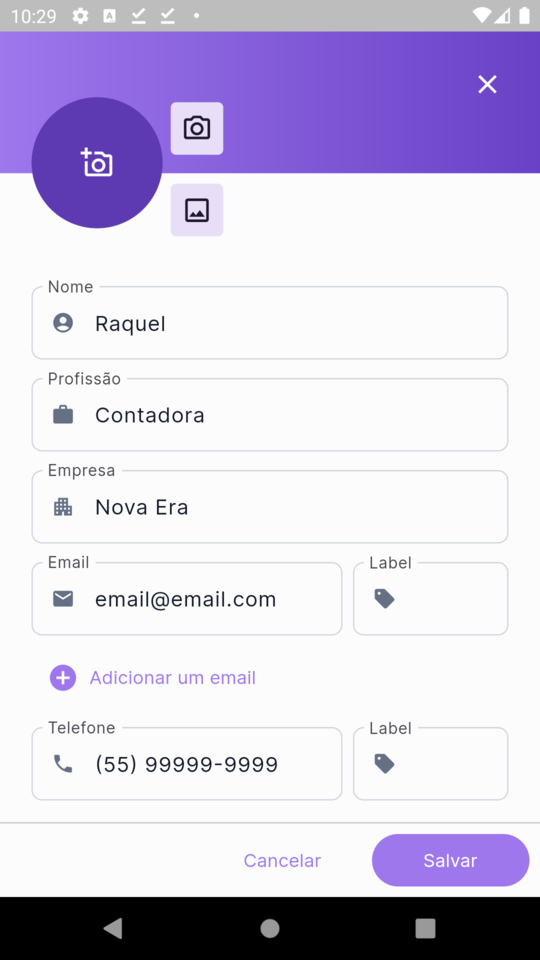 10:29
Nome
Raquel
Profissão
Contadora
Empresa
Nova Era
Email
email@email.com
Label
Adicionar um email
Telefone
(55) 99999-9999
Label
Cancelar
Salvar